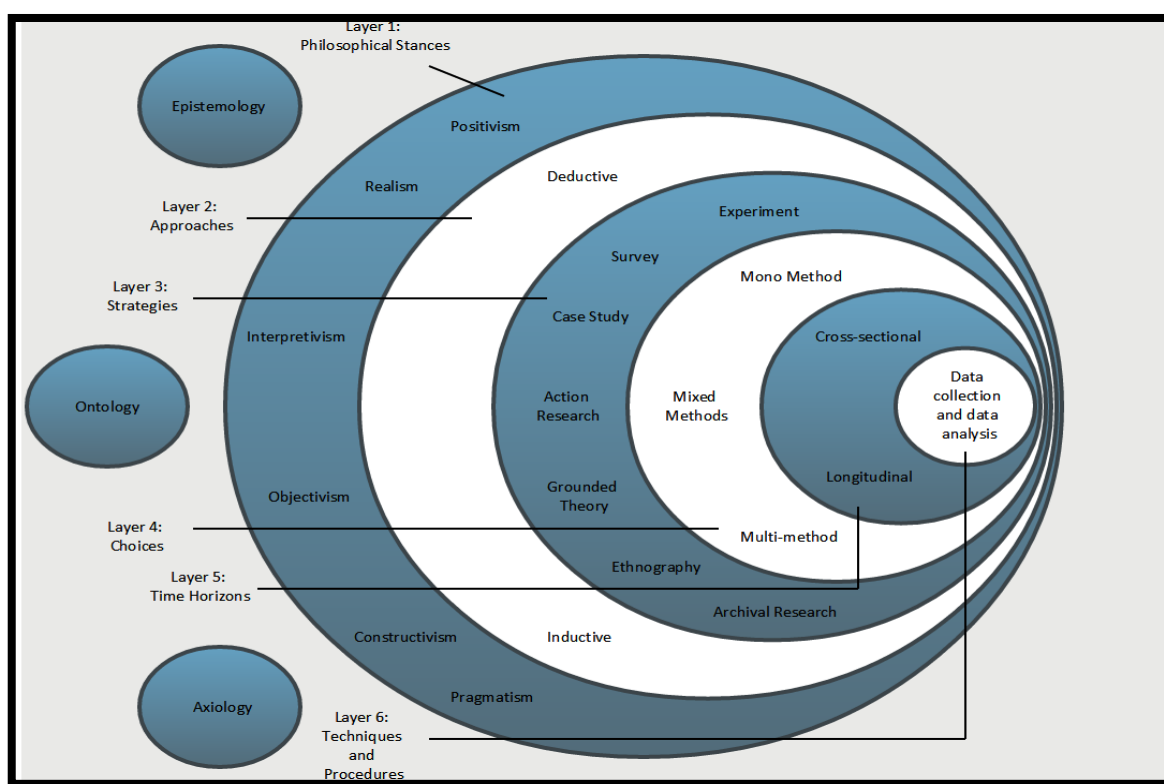 Layer 1:
Philosophical Stances
Epistemology
Positivism
Realism
Deductive
Layer 2:
Approaches
Experiment
Survey
Mono Method
Layer 3:
Strategies
Case Study
Interpretivism
Cross-sectional
Ontology
Action
Research
Mixed
Methods
Data
collection
and data
analysis
Objectivism
Grounded
Theory
Longitudinal
Layer 4:
Choices
Multi-method
Ethnography
Layer 5:
Time Horizons
Archival Research
Constructivism
Inductive
Axiology
Pragmatism
Layer 6:
Techniques
and
Procedures